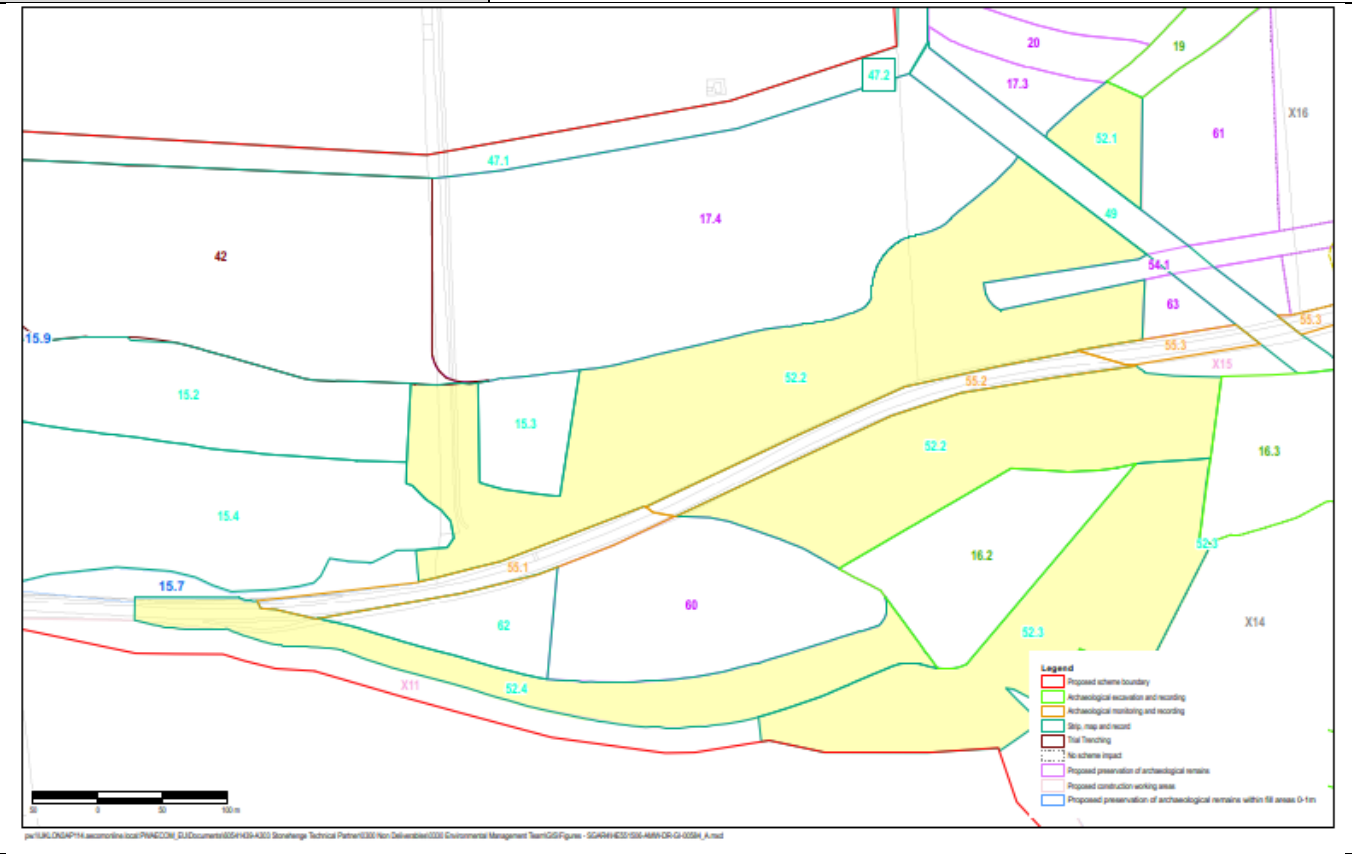 20
19
47.2
17.3
X16
52.1
61
47.1
49
17.4
42
54.1
63
15.9
55.3
55.3
X15
52.2
55.2
15.2
15.3
52.2
16.3
15.4
52.3
16.2
55.1
15.7
60
62
X14
52.3
X11
52.4
Legend
Proposed scheme boundary
Archaeological excavation and recording
Archaeological monitoring and recording
Strip, map and record
Trial Trenching
No scheme impact
Proposed preservation of archaeological remains
Proposed construction working areas
Proposed preservation of archaeological remains within fill areas 0-1m
50 0 50 100 m